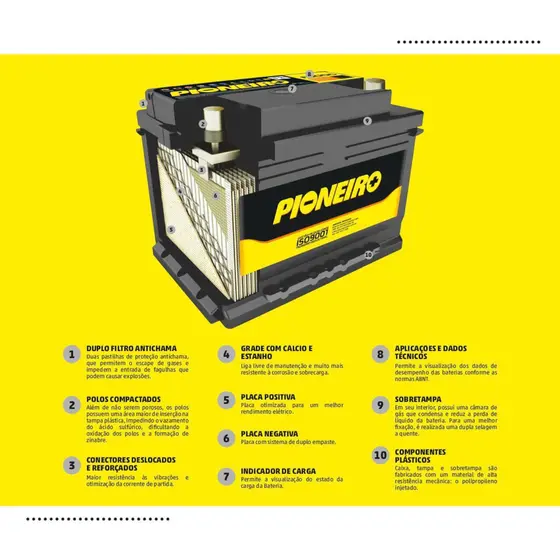 PIONEIRO
PIONEIRO
ISO9001
1
DUPLO FILTRO ANTICHAMA
Duas pastilhas de proteção antichama,
que permitem o escape de gases e
impedem a entrada de fagulhas que
podem causar explosões.
2
POLOS COMPACTADOS
Além de não serem porosos, os polos
possuem uma área maior de inserção na
tampa plástica, impedindo o vazamento
do ácido sulfúrico, dificultando a
oxidação dos polos e a formação de
zinabre.
3
CONECTORES DESLOCADOS
E REFORÇADOS
Maior resistência às vibrações e
otimização da corrente de partida.
4
GRADE COM CALCIO E
ESTANHO
Liga livre de manutenção e muito mais
resistente à corrosão e sobrecarga.
5
PLACA POSITIVA
Placa otimizada para um melhor
rendimento elétrico.
6
PLACA NEGATIVA
Placa com sistema de duplo empaste.
7
INDICADOR DE CARGA
Permite a visualização do estado da
carga da bateria.
8
APLICAÇOES E DADOS
TÉCNICOS
Permite a visualização dos dados de
desempenho das baterias conforme as
normas ABNT.
9
SOBRETAMPA
Em seu interior, possui uma câmara de
gás que condensa e reduz a perda de
líquido da bateria. Para uma melhor
fixação, é realizada uma dupla selagem
a quente.
10
COMPONENTES
PLÁSTICOS
Caixa, tampa e sobretampa são
fabricados com um material de alta
resistência mecânica: o polipropileno
injetado.